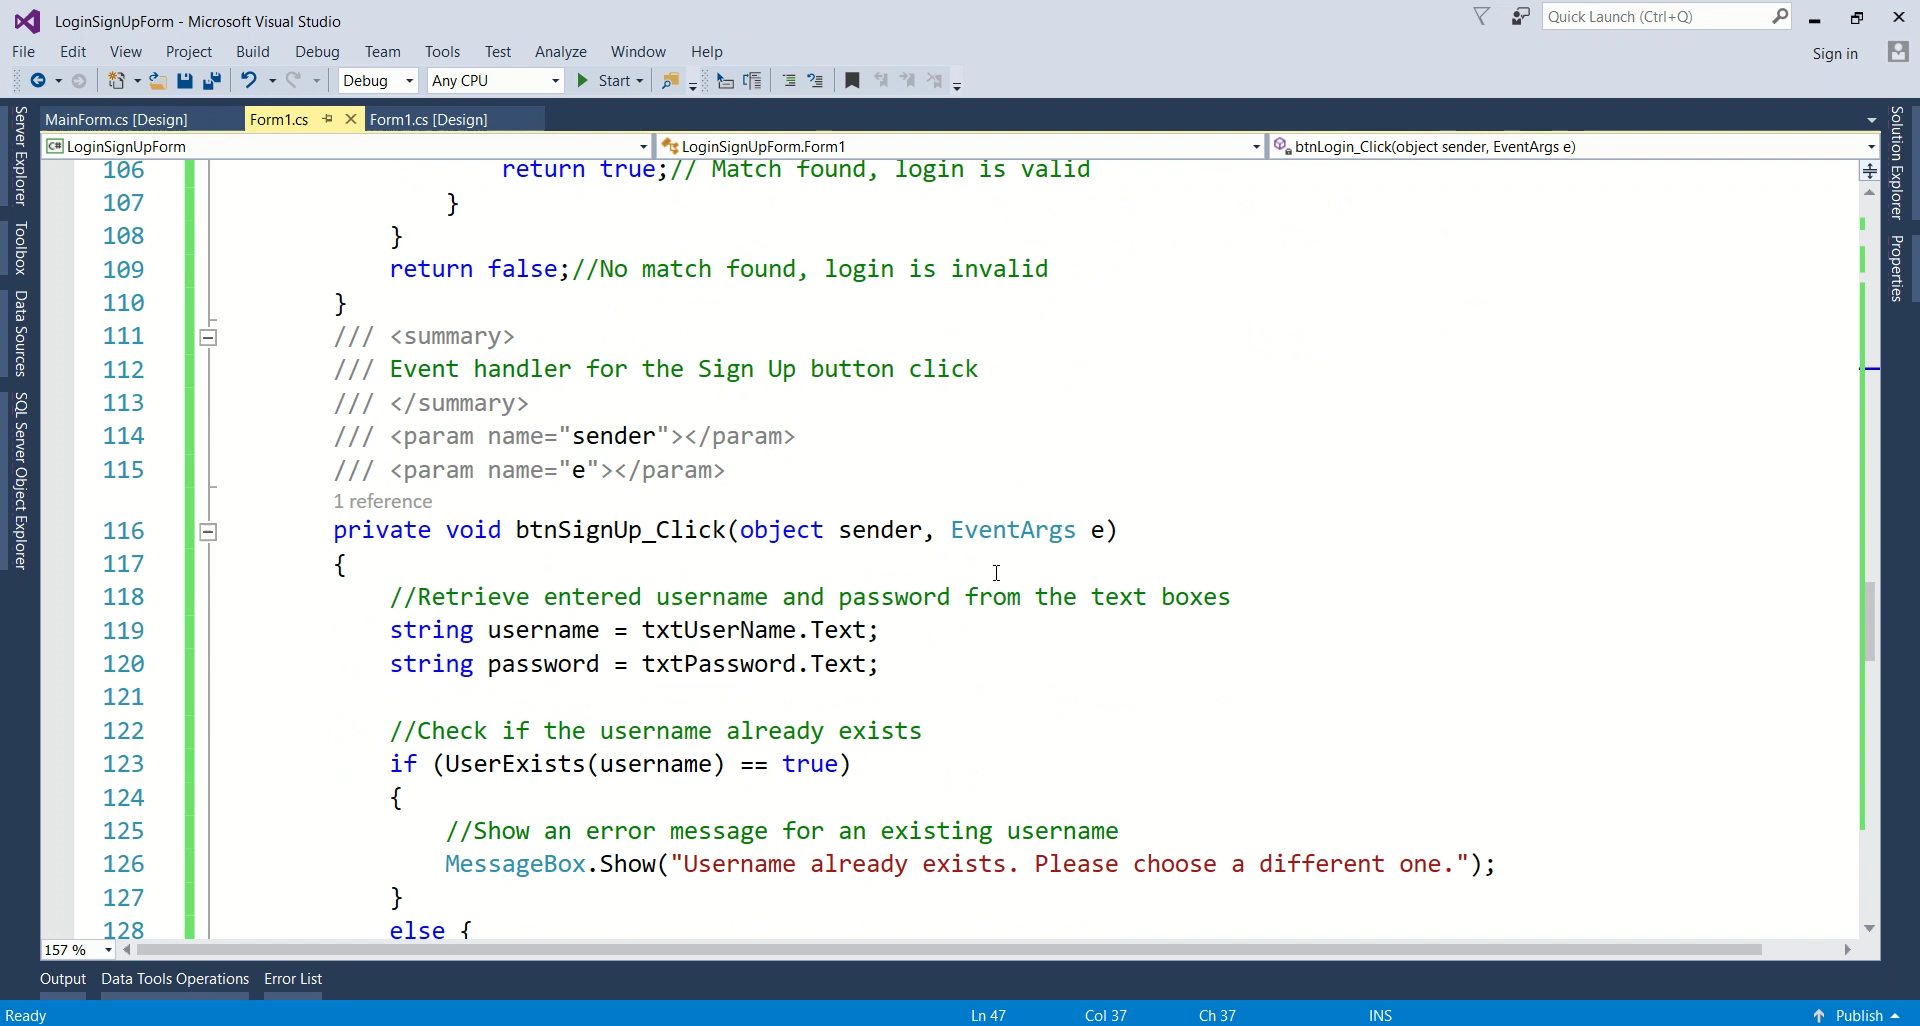 LoginSignUpForm - Microsoft Visual Studio
Quick Launch (Ctrl+Q)
File Edit View Project Build Debug Team Tools Test Analyze Window Help
Sign in
Debug Any CPU Start
MainForm.cs [Design] Form1.cs Form1.cs [Design]
C# LoginSignUpForm LoginSignUpForm.Form1 btnLogin_Click(object sender, EventArgs e)
Server Explorer
Toolbox
Data Sources
SQL Server Object Explorer
Solution Explorer
Properties
106 return true;// Match found, login is valid
107 }
108 }
109 return false;//No match found, login is invalid
110 }
111 /// <summary>
112 /// Event handler for the Sign Up button click
113 /// </summary>
114 /// <param name="sender"></param>
115 /// <param name="e"></param>
1 reference
116 private void btnSignUp_Click(object sender, EventArgs e)
117 {
118 //Retrieve entered username and password from the text boxes
119 string username = txtUserName.Text;
120 string password = txtPassword.Text;
121
122 //Check if the username already exists
123 if (UserExists(username) == true)
124 {
125 //Show an error message for an existing username
126 MessageBox.Show("Username already exists. Please choose a different one.");
127 }
128 else {
157 %
Output Data Tools Operations Error List
Ready Ln 47 Col 37 Ch 37 INS Publish